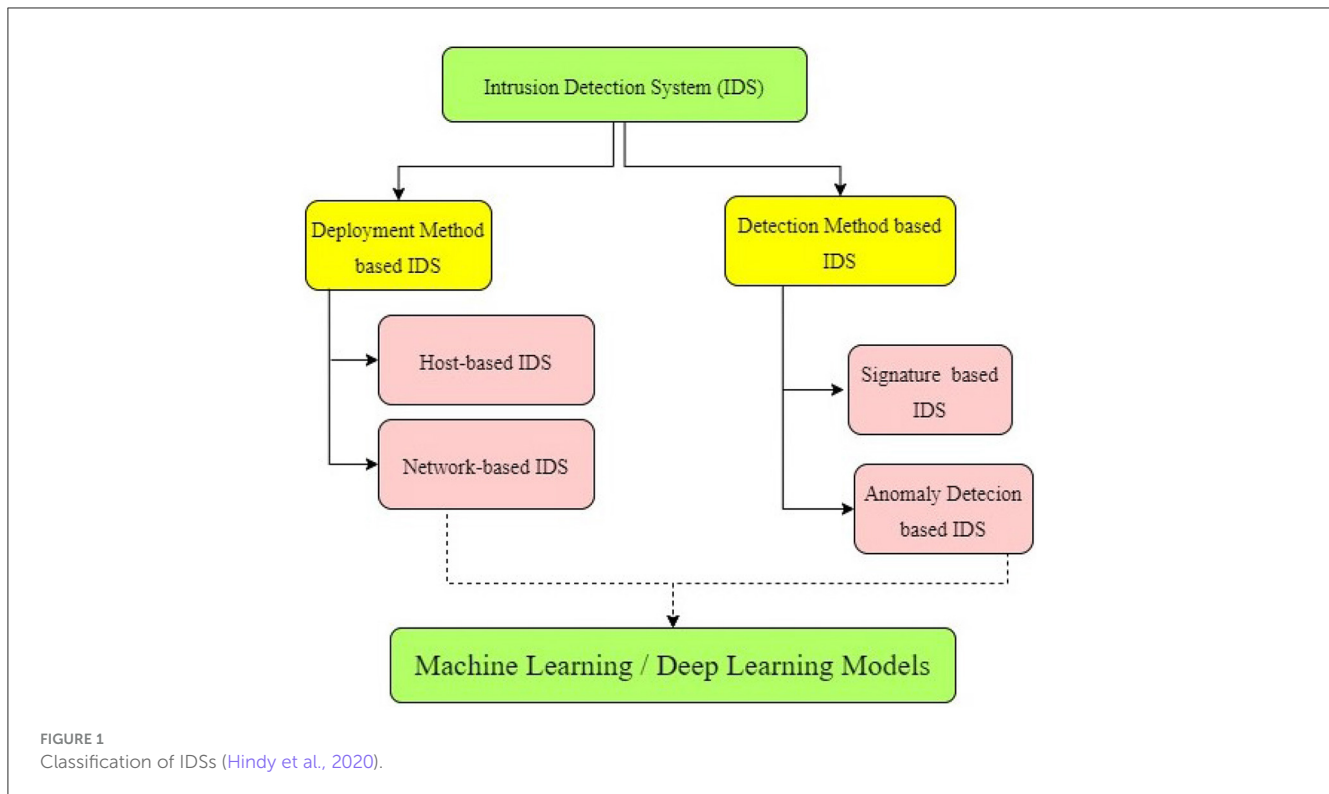 Intrusion Detection System (IDS)
Deployment Method
based IDS
Detection Method based
IDS
Host-based IDS
Signature based
IDS
Network-based IDS
Anomaly Detecion
based IDS
Machine Learning / Deep Learning Models
FIGURE 1
Classification of IDSs (Hindy et al., 2020).